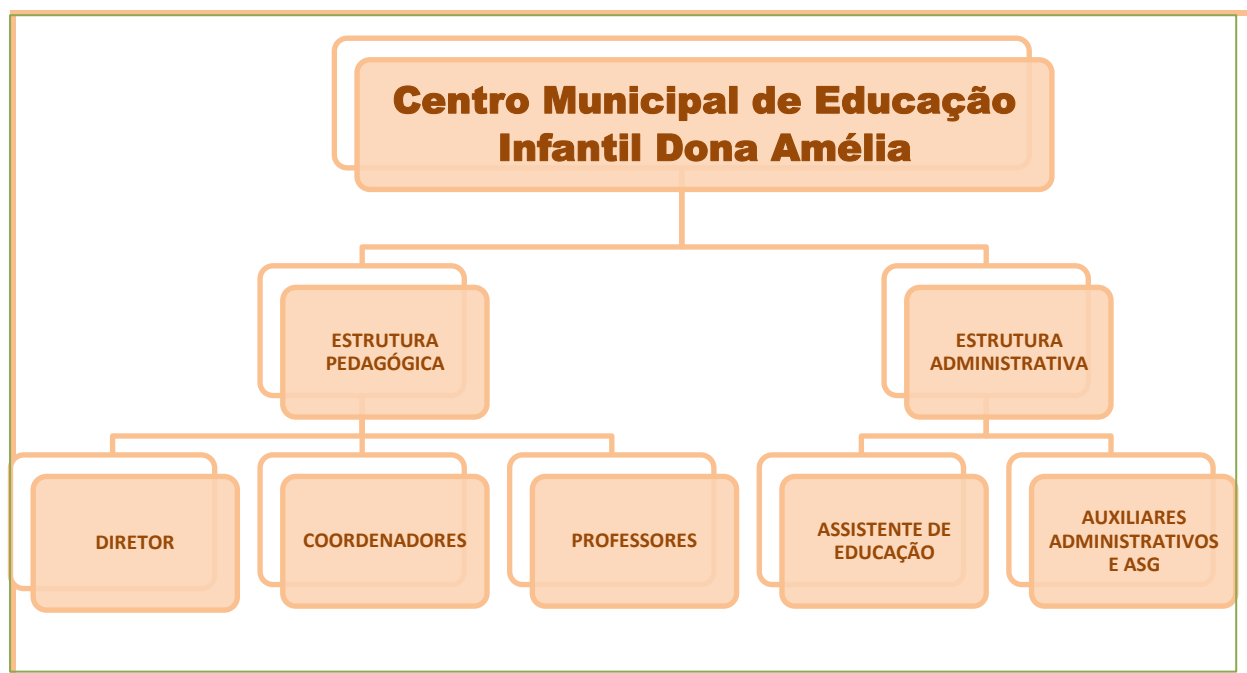 Centro Municipal de Educação
Infantil Dona Amélia
ESTRUTURA
PEDAGÓGICA
ESTRUTURA
ADMINISTRATIVA
DIRETOR
COORDENADORES
PROFESSORES
ASSISTENTE DE
EDUCAÇÃO
AUXILIARES
ADMINISTRATIVOS
E ASG